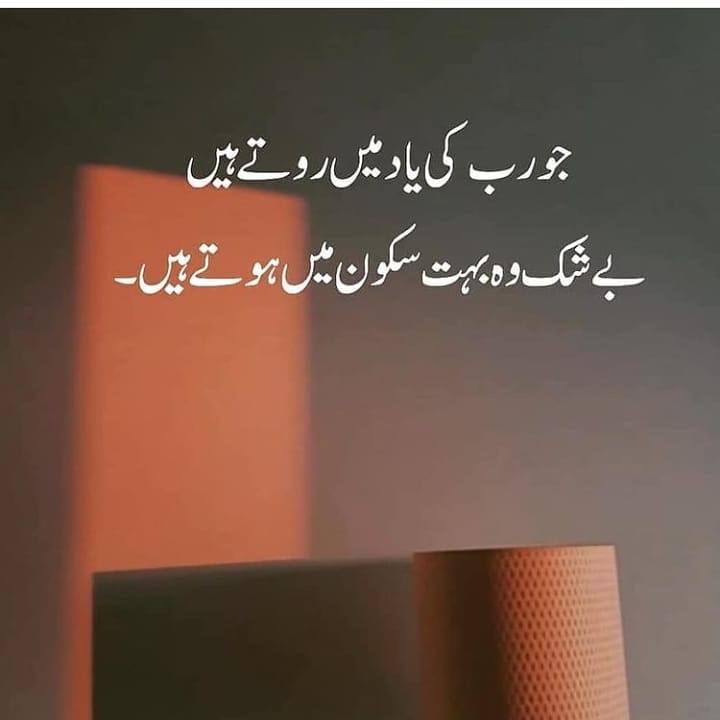 جو رب کی یاد میں روتے ہیں
بے شک وہ بہت سکون میں ہوتے ہیں۔